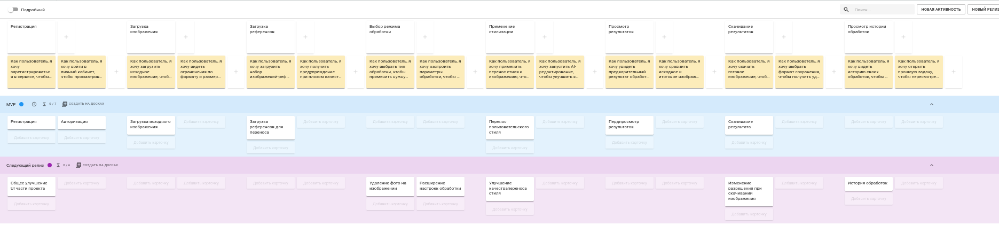 Подробный
Поиск...
НОВАЯ АКТИВНОСТЬ
НОВЫЙ РЕЛИЗ
Регистрация
+
Загрузка
изображения
+
Загрузка
референсов
+
Выбор режима
обработки
+
Применение
стилизации
+
Просмотр
результатов
+
Скачивание
результатов
+
Просмотр истории
обработок
+
Как пользователь, я
хочу
зарегистрироватьс
я в сервисе, чтобы…
Как пользователь, я
хочу войти в
личный кабинет,
чтобы просматрив…
+
Как пользователь, я
хочу загрузить
исходное
изображение, чтоб…
Как пользователь, я
хочу видеть
ограничения по
формату и размер…
+
Как пользователь, я
хочу загрузить
набор
изображений-реф…
Как пользователь, я
хочу получить
предупреждение
при плохом качест…
+
Как пользователь, я
хочу выбрать тип
обработки, чтобы
применить нужну…
Как пользователь, я
хочу настроить
параметры
обработки, чтобы …
+
Как пользователь, я
хочу применить
перенос стиля к
изображению, что…
Как пользователь, я
хочу запустить AI-
редактирование,
чтобы улучшить к…
+
Как пользователь, я
хочу увидеть
предварительный
результат обработ…
Как пользователь, я
хочу сравнить
исходное и
итоговое изображ…
+
Как пользователь, я
хочу скачать
готовое
изображение, чтоб…
Как пользователь, я
хочу выбрать
формат сохранения,
чтобы получить уд…
+
Как пользователь, я
хочу видеть
историю своих
обработок, чтобы …
Как пользователь, я
хочу открыть
прошлую задачу,
чтобы пересмотре…
+
MVP
Σ 0 / 7
СОЗДАТЬ НА ДОСКАХ
Регистрация
Добавить карточку
Авторизация
Добавить карточку
Загрузка исходного
изображения
Добавить карточку
Добавить карточку
Загрузка
референсов для
переноса
Добавить карточку
Добавить карточку
Добавить карточку
Добавить карточку
Перенос
пользовательского
стиля
Добавить карточку
Добавить карточку
Пердпросмотр
результатов
Добавить карточку
Добавить карточку
Скачивание
результата
Добавить карточку
Добавить карточку
Добавить карточку
Добавить карточку
Следующий релиз
Σ 0 / 6
СОЗДАТЬ НА ДОСКАХ
Общее улучшение
UI части проекта
Добавить карточку
Добавить карточку
Добавить карточку
Добавить карточку
Добавить карточку
Добавить карточку
Удаление фото на
изображении
Добавить карточку
Расширение
настроек обработки
Добавить карточку
Улучшение
качествапереноса
стиля
Добавить карточку
Добавить карточку
Добавить карточку
Добавить карточку
Изменение
разрешения при
скачивании
изображения
Добавить карточку
Добавить карточку
История обработок
Добавить карточку
Добавить карточку